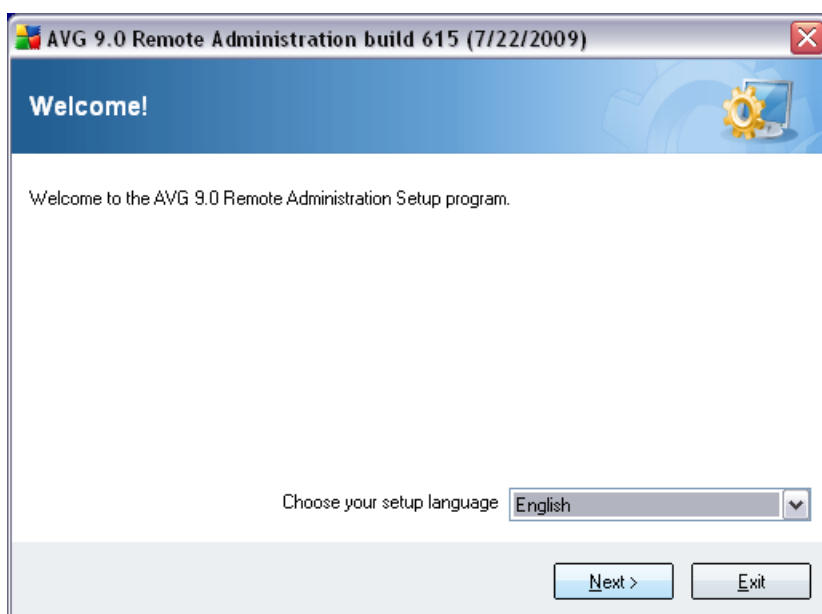 AVG 9.0 Remote Administration build 615 (7/22/2009)
Welcome!
Welcome to the AVG 9.0 Remote Administration Setup program.
Choose your setup language English
Next > Exit